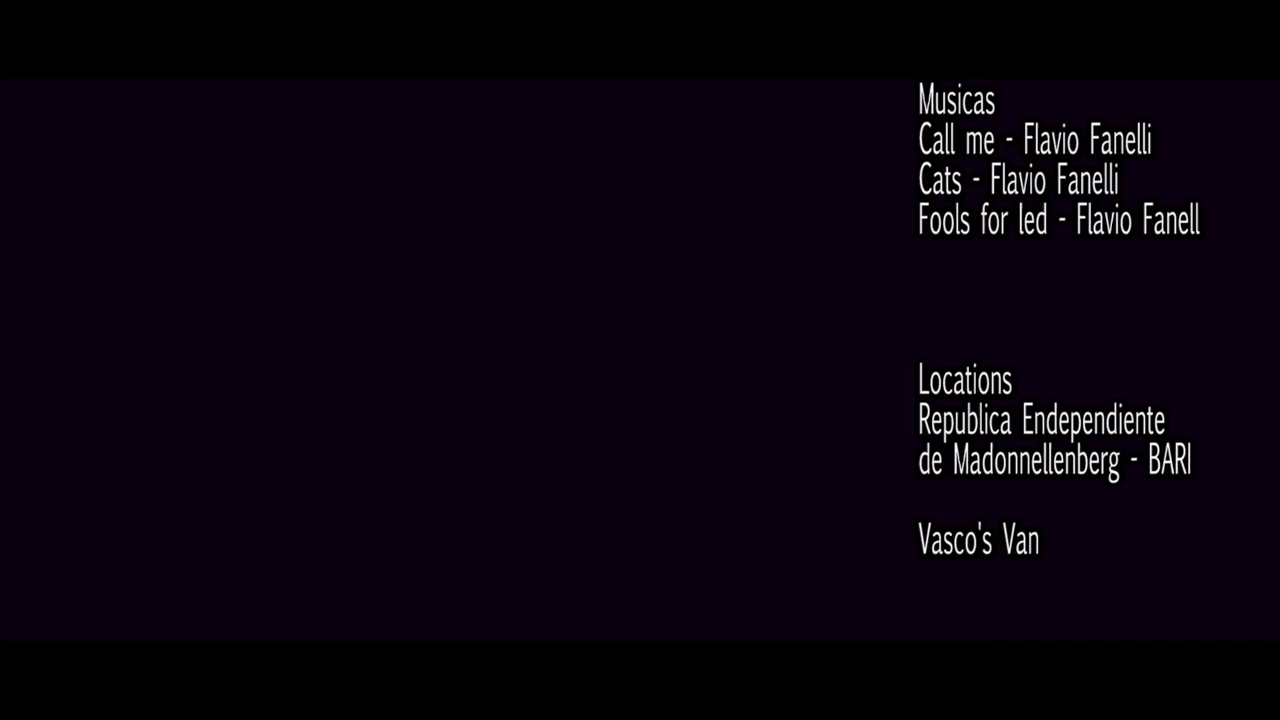 Musicas
Call me - Flavio Fanelli
Cats - Flavio Fanelli
Fools for led - Flavio Fanell
Locations
Republica Endependiente
de Madonnellenberg - BARI
Vasco's Van